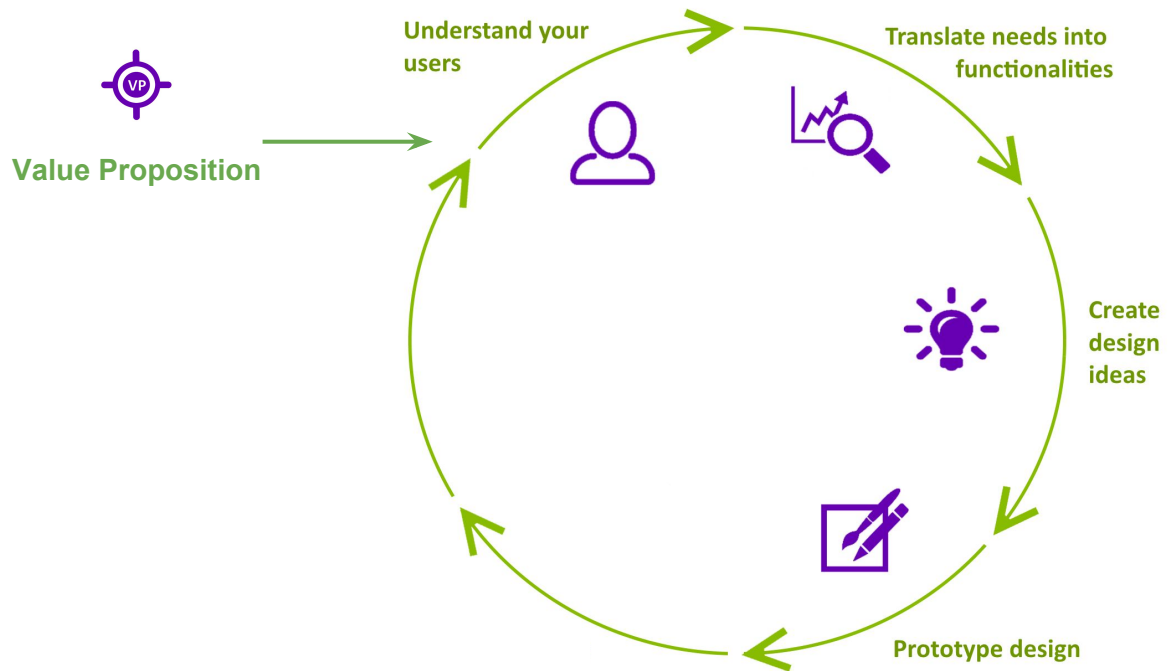 VP
Value Proposition
Understand your
users
Translate needs into
functionalities
Create
design
ideas
Prototype design